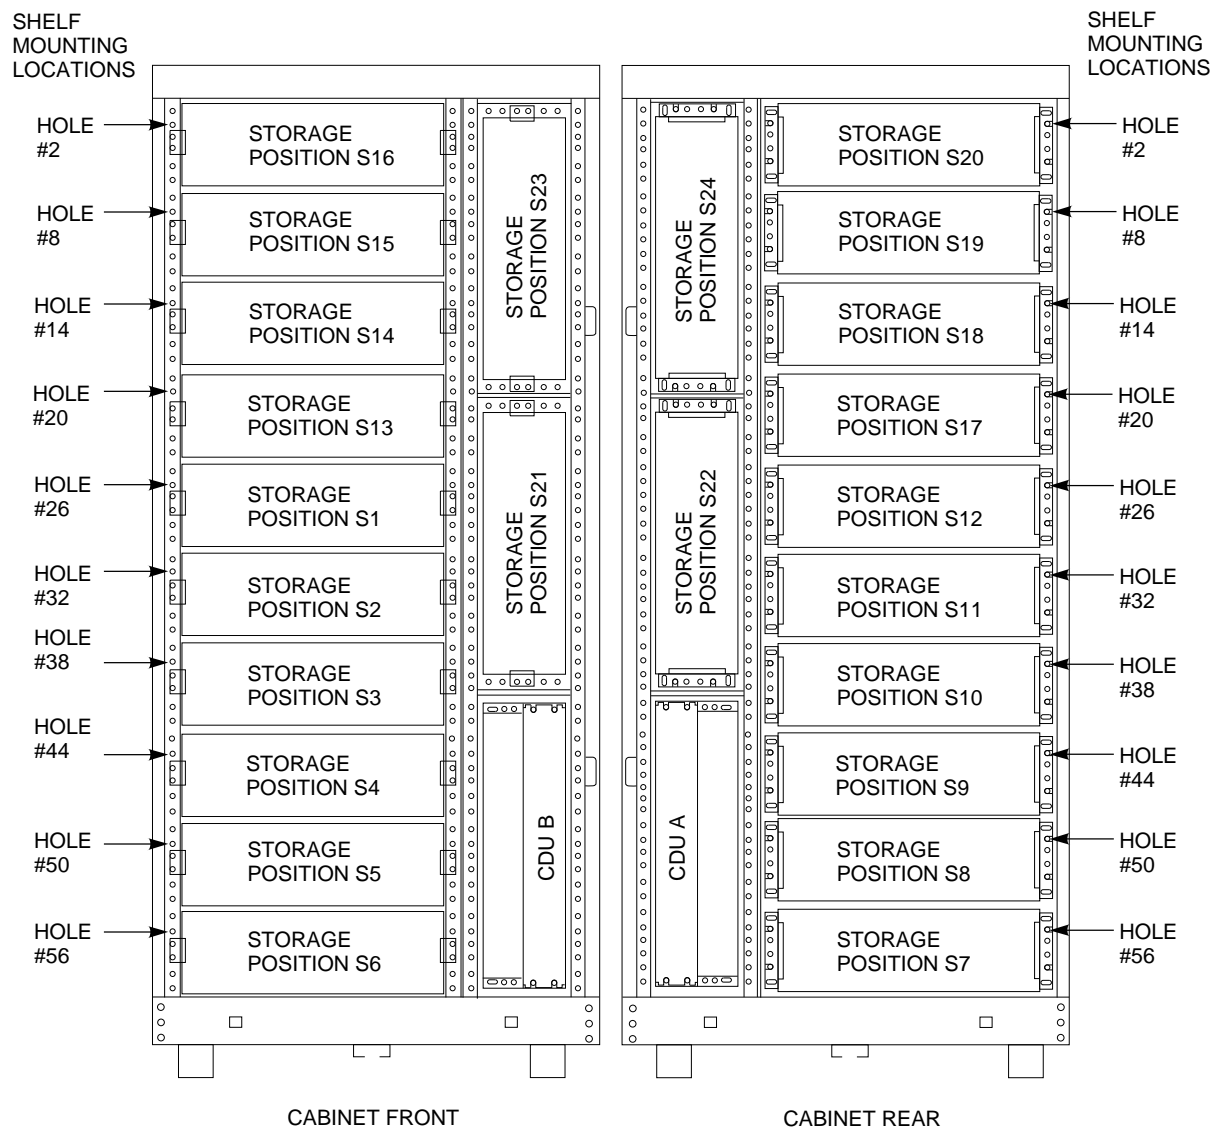 SHELF
MOUNTING
LOCATIONS
HOLE
#2
HOLE
#8
HOLE
#14
HOLE
#20
HOLE
#26
HOLE
#32
HOLE
#38
HOLE
#44
HOLE
#50
HOLE
#56
STORAGE
POSITION S16
STORAGE
POSITION S15
STORAGE
POSITION S14
STORAGE
POSITION S13
STORAGE
POSITION S1
STORAGE
POSITION S2
STORAGE
POSITION S3
STORAGE
POSITION S4
STORAGE
POSITION S5
STORAGE
POSITION S6
STORAGE
POSITION S23
STORAGE
POSITION S21
CDU B
CABINET FRONT
STORAGE
POSITION S24
STORAGE
POSITION S22
CDU A
STORAGE
POSITION S20
STORAGE
POSITION S19
STORAGE
POSITION S18
STORAGE
POSITION S17
STORAGE
POSITION S12
STORAGE
POSITION S11
STORAGE
POSITION S10
STORAGE
POSITION S9
STORAGE
POSITION S8
STORAGE
POSITION S7
CABINET REAR
SHELF
MOUNTING
LOCATIONS
HOLE
#2
HOLE
#8
HOLE
#14
HOLE
#20
HOLE
#26
HOLE
#32
HOLE
#38
HOLE
#44
HOLE
#50
HOLE
#56